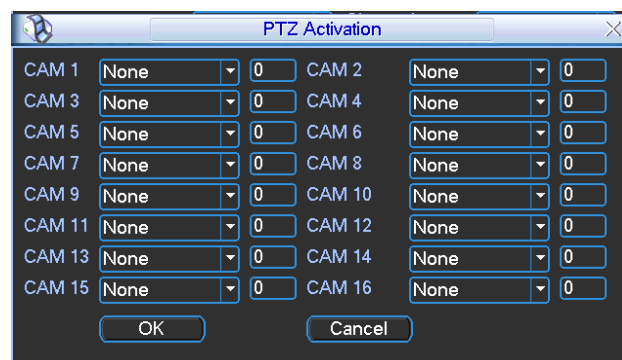 PTZ Activation
CAM 1 None 0 CAM 2 None 0
CAM 3 None 0 CAM 4 None 0
CAM 5 None 0 CAM 6 None 0
CAM 7 None 0 CAM 8 None 0
CAM 9 None 0 CAM 10 None 0
CAM 11 None 0 CAM 12 None 0
CAM 13 None 0 CAM 14 None 0
CAM 15 None 0 CAM 16 None 0
OK Cancel